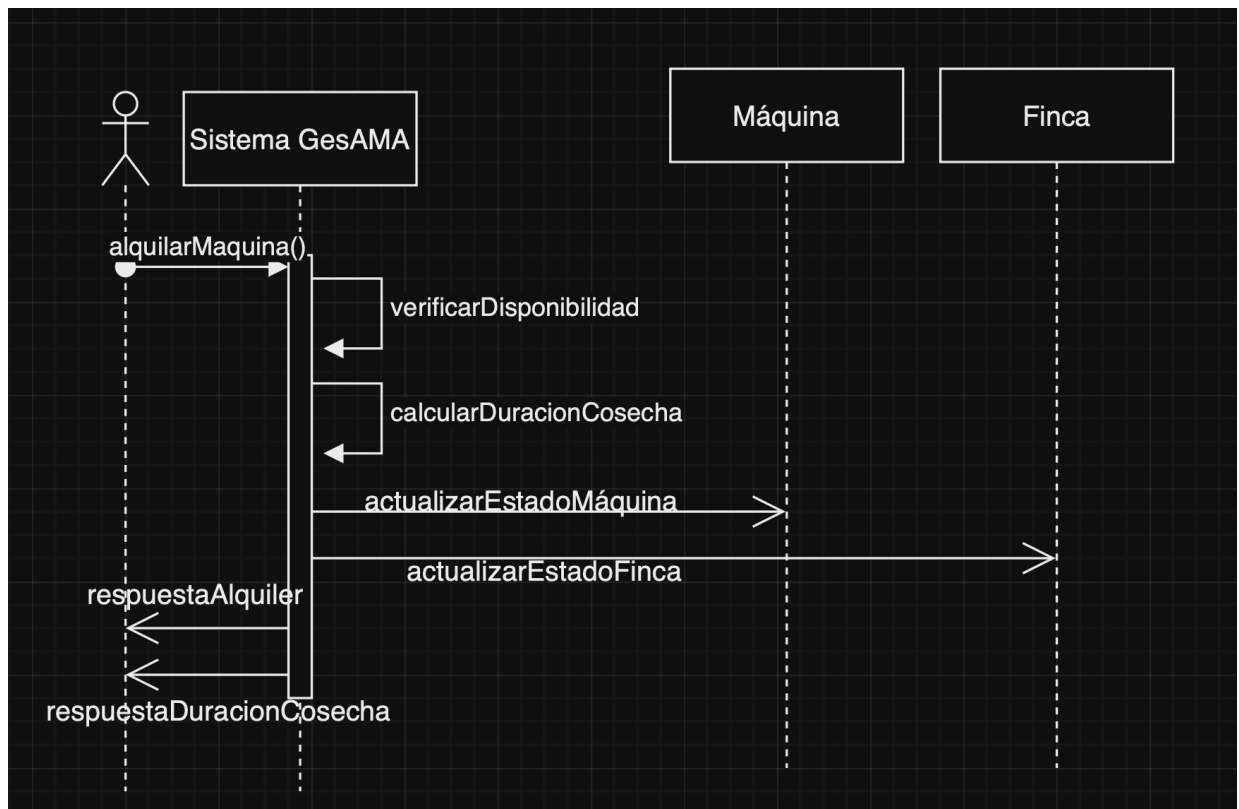 Sistema GesAMA
Máquina
Finca
alquilarMaquina()
verificarDisponibilidad
calcularDuracionCosecha
actualizarEstadoMáquina
actualizarEstadoFinca
respuestaAlquiler
respuestaDuracionCosecha